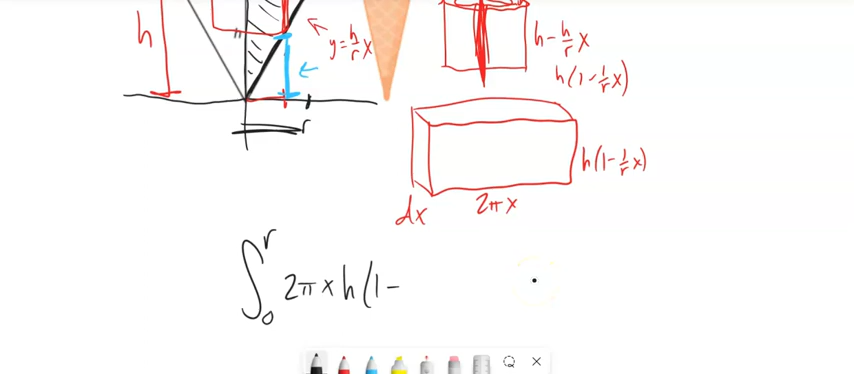 h
y = h/r x
h - h/r x
h(1 - 1/r x)
r
h(1 - 1/r x)
dx
2πx
∫₀ʳ 2πx h(1-